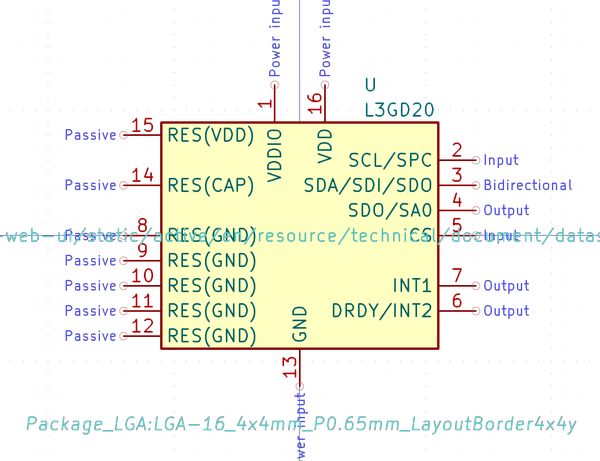 Power input
Power input
U
L3GD20
1
16
VDDIO
VDD
Passive 15 RES(VDD)
SCL/SPC 2 Input
Passive 14 RES(CAP)
SDA/SDI/SDO 3 Bidirectional
SDO/SA0 4 Output
Passive 8 RES(GND)
CS 5 Input
web-ui/static/active/en/resource/technical/document/datas
Passive 9 RES(GND)
Passive 10 RES(GND)
INT1 7 Output
Passive 11 RES(GND)
DRDY/INT2 6 Output
Passive 12 RES(GND)
GND
13
input
Package_LGA:LGA-16_4x4mm_P0.65mm_LayoutBorder4x4y